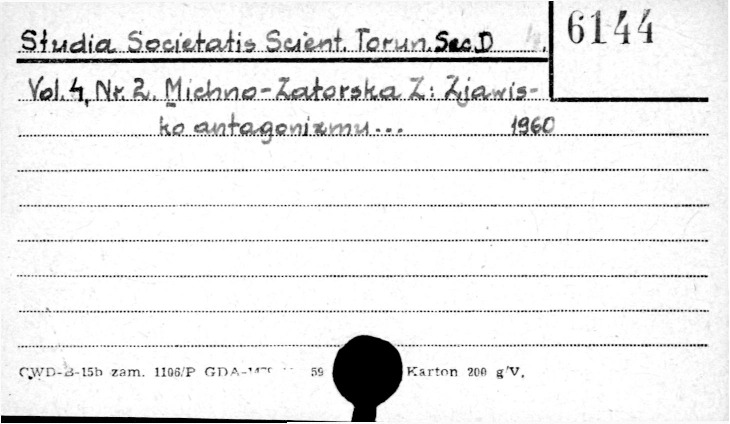 6144
Studia Societatis Scient. Torun. Sec. D
Vol. 4, Nr. 2. Michno-Zatorska Z: Zjawis-
ko antagonizmu... 1960
CWD-B-15b zam. 1106/P GDA- 59 Karton 200 g/V.